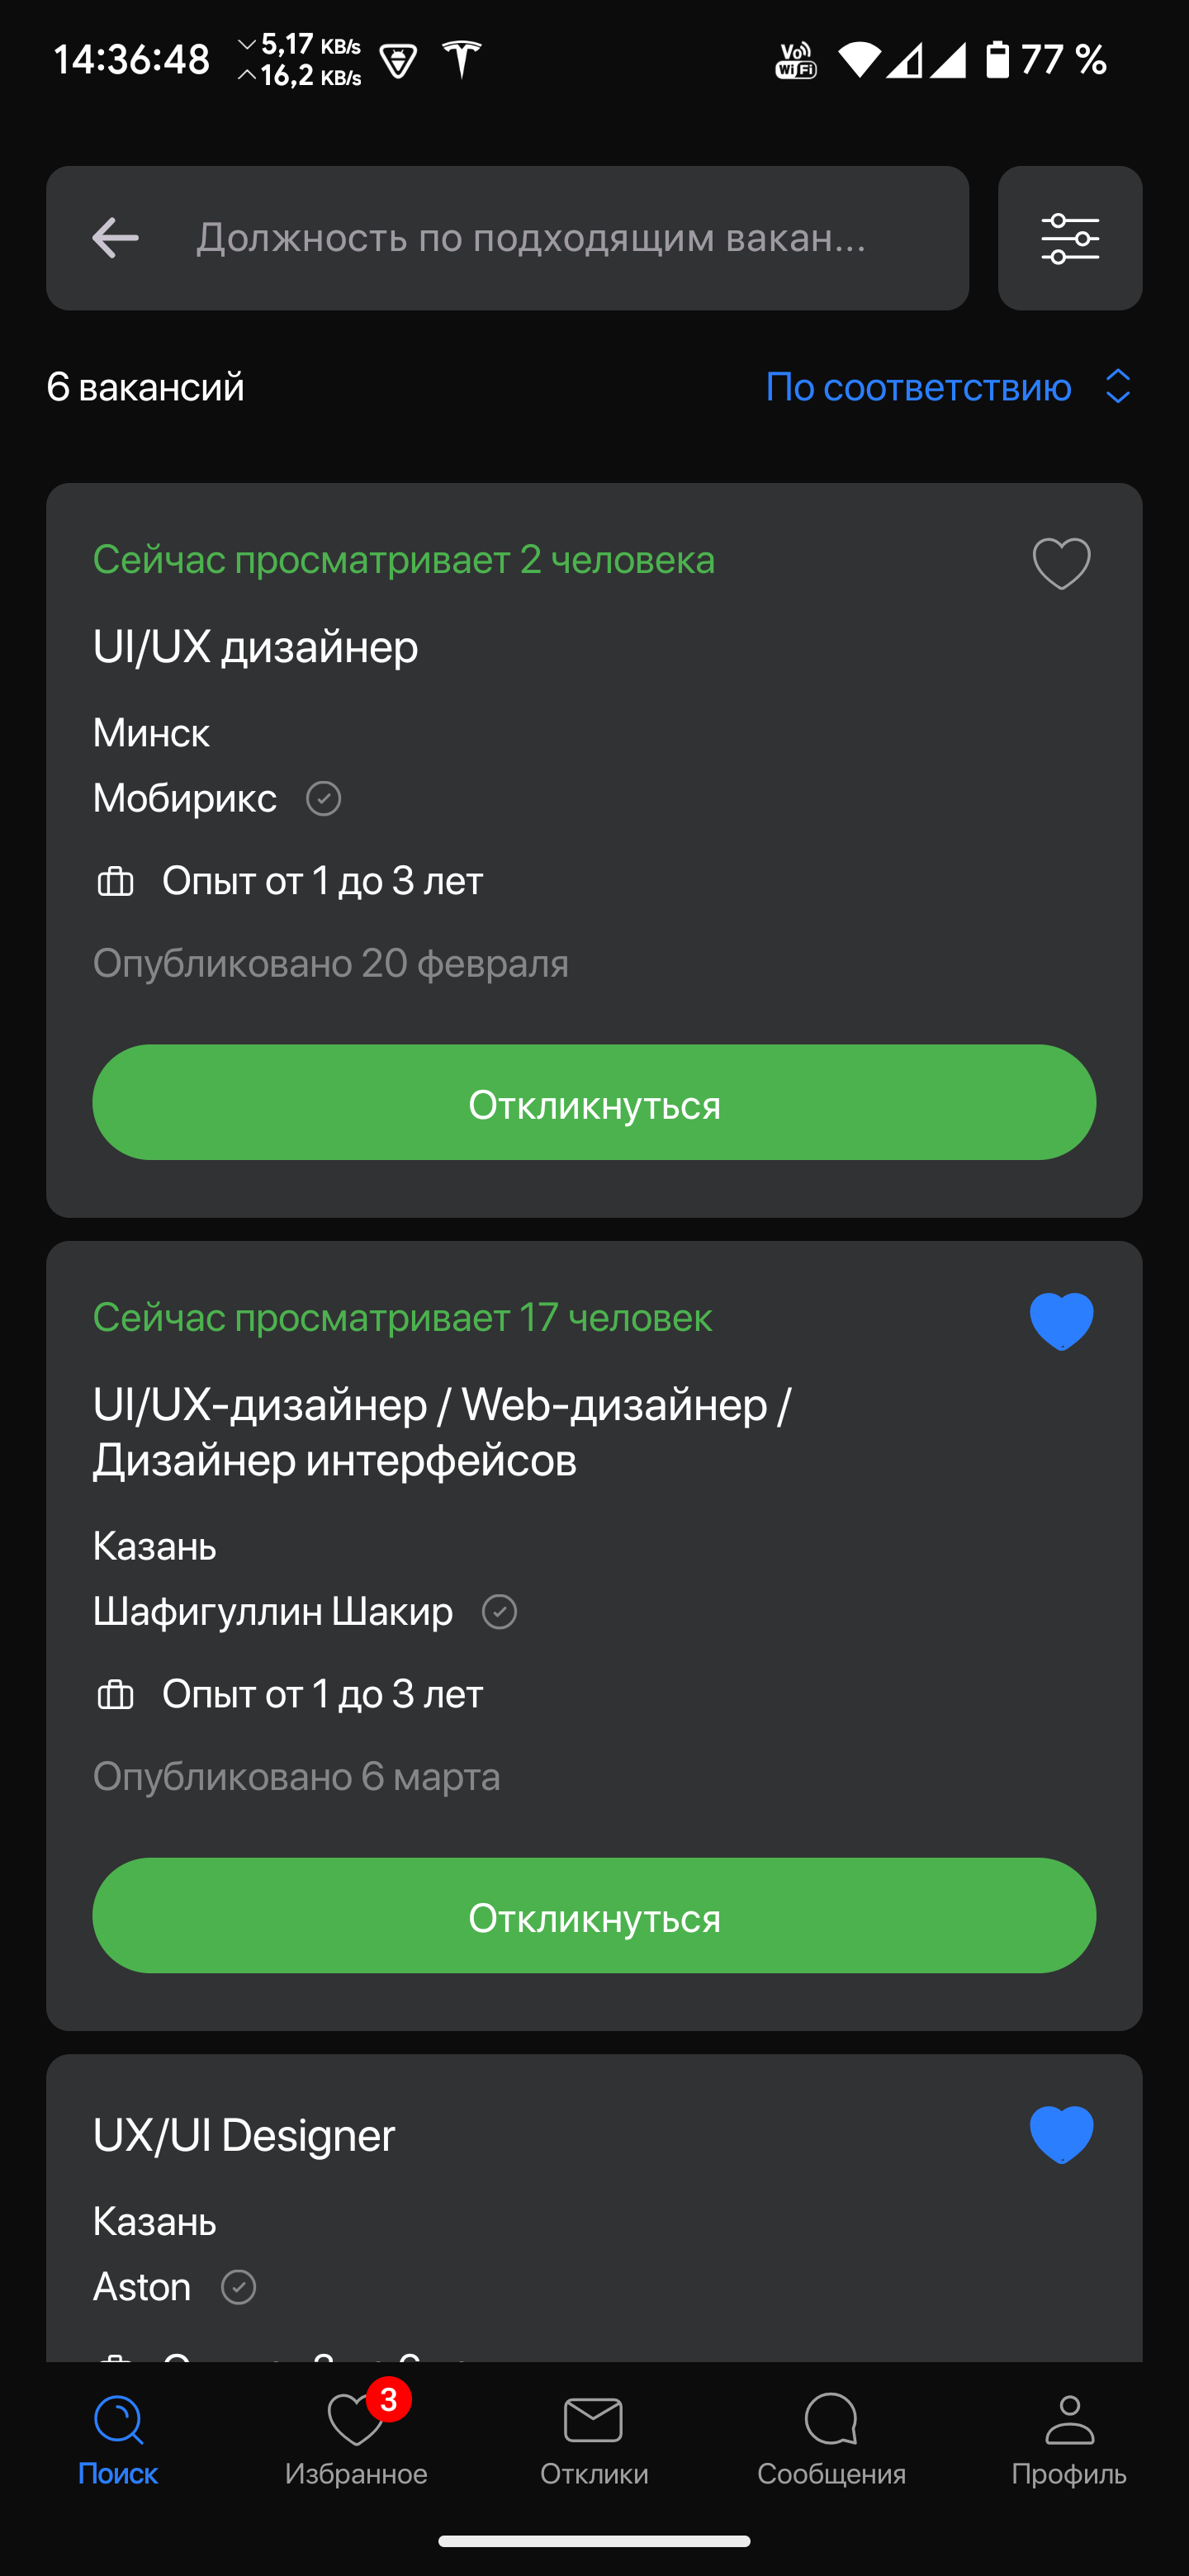 14:36:48
5,17 KB/s
16,2 KB/s
Vo))
WiFi
77 %
Должность по подходящим вакан...
6 вакансий
По соответствию
Сейчас просматривает 2 человека
UI/UX дизайнер
Минск
Мобирикс
Опыт от 1 до 3 лет
Опубликовано 20 февраля
Откликнуться
Сейчас просматривает 17 человек
UI/UX-дизайнер / Web-дизайнер /
Дизайнер интерфейсов
Казань
Шафигуллин Шакир
Опыт от 1 до 3 лет
Опубликовано 6 марта
Откликнуться
UX/UI Designer
Казань
Aston
3
Поиск
Избранное
Отклики
Сообщения
Профиль